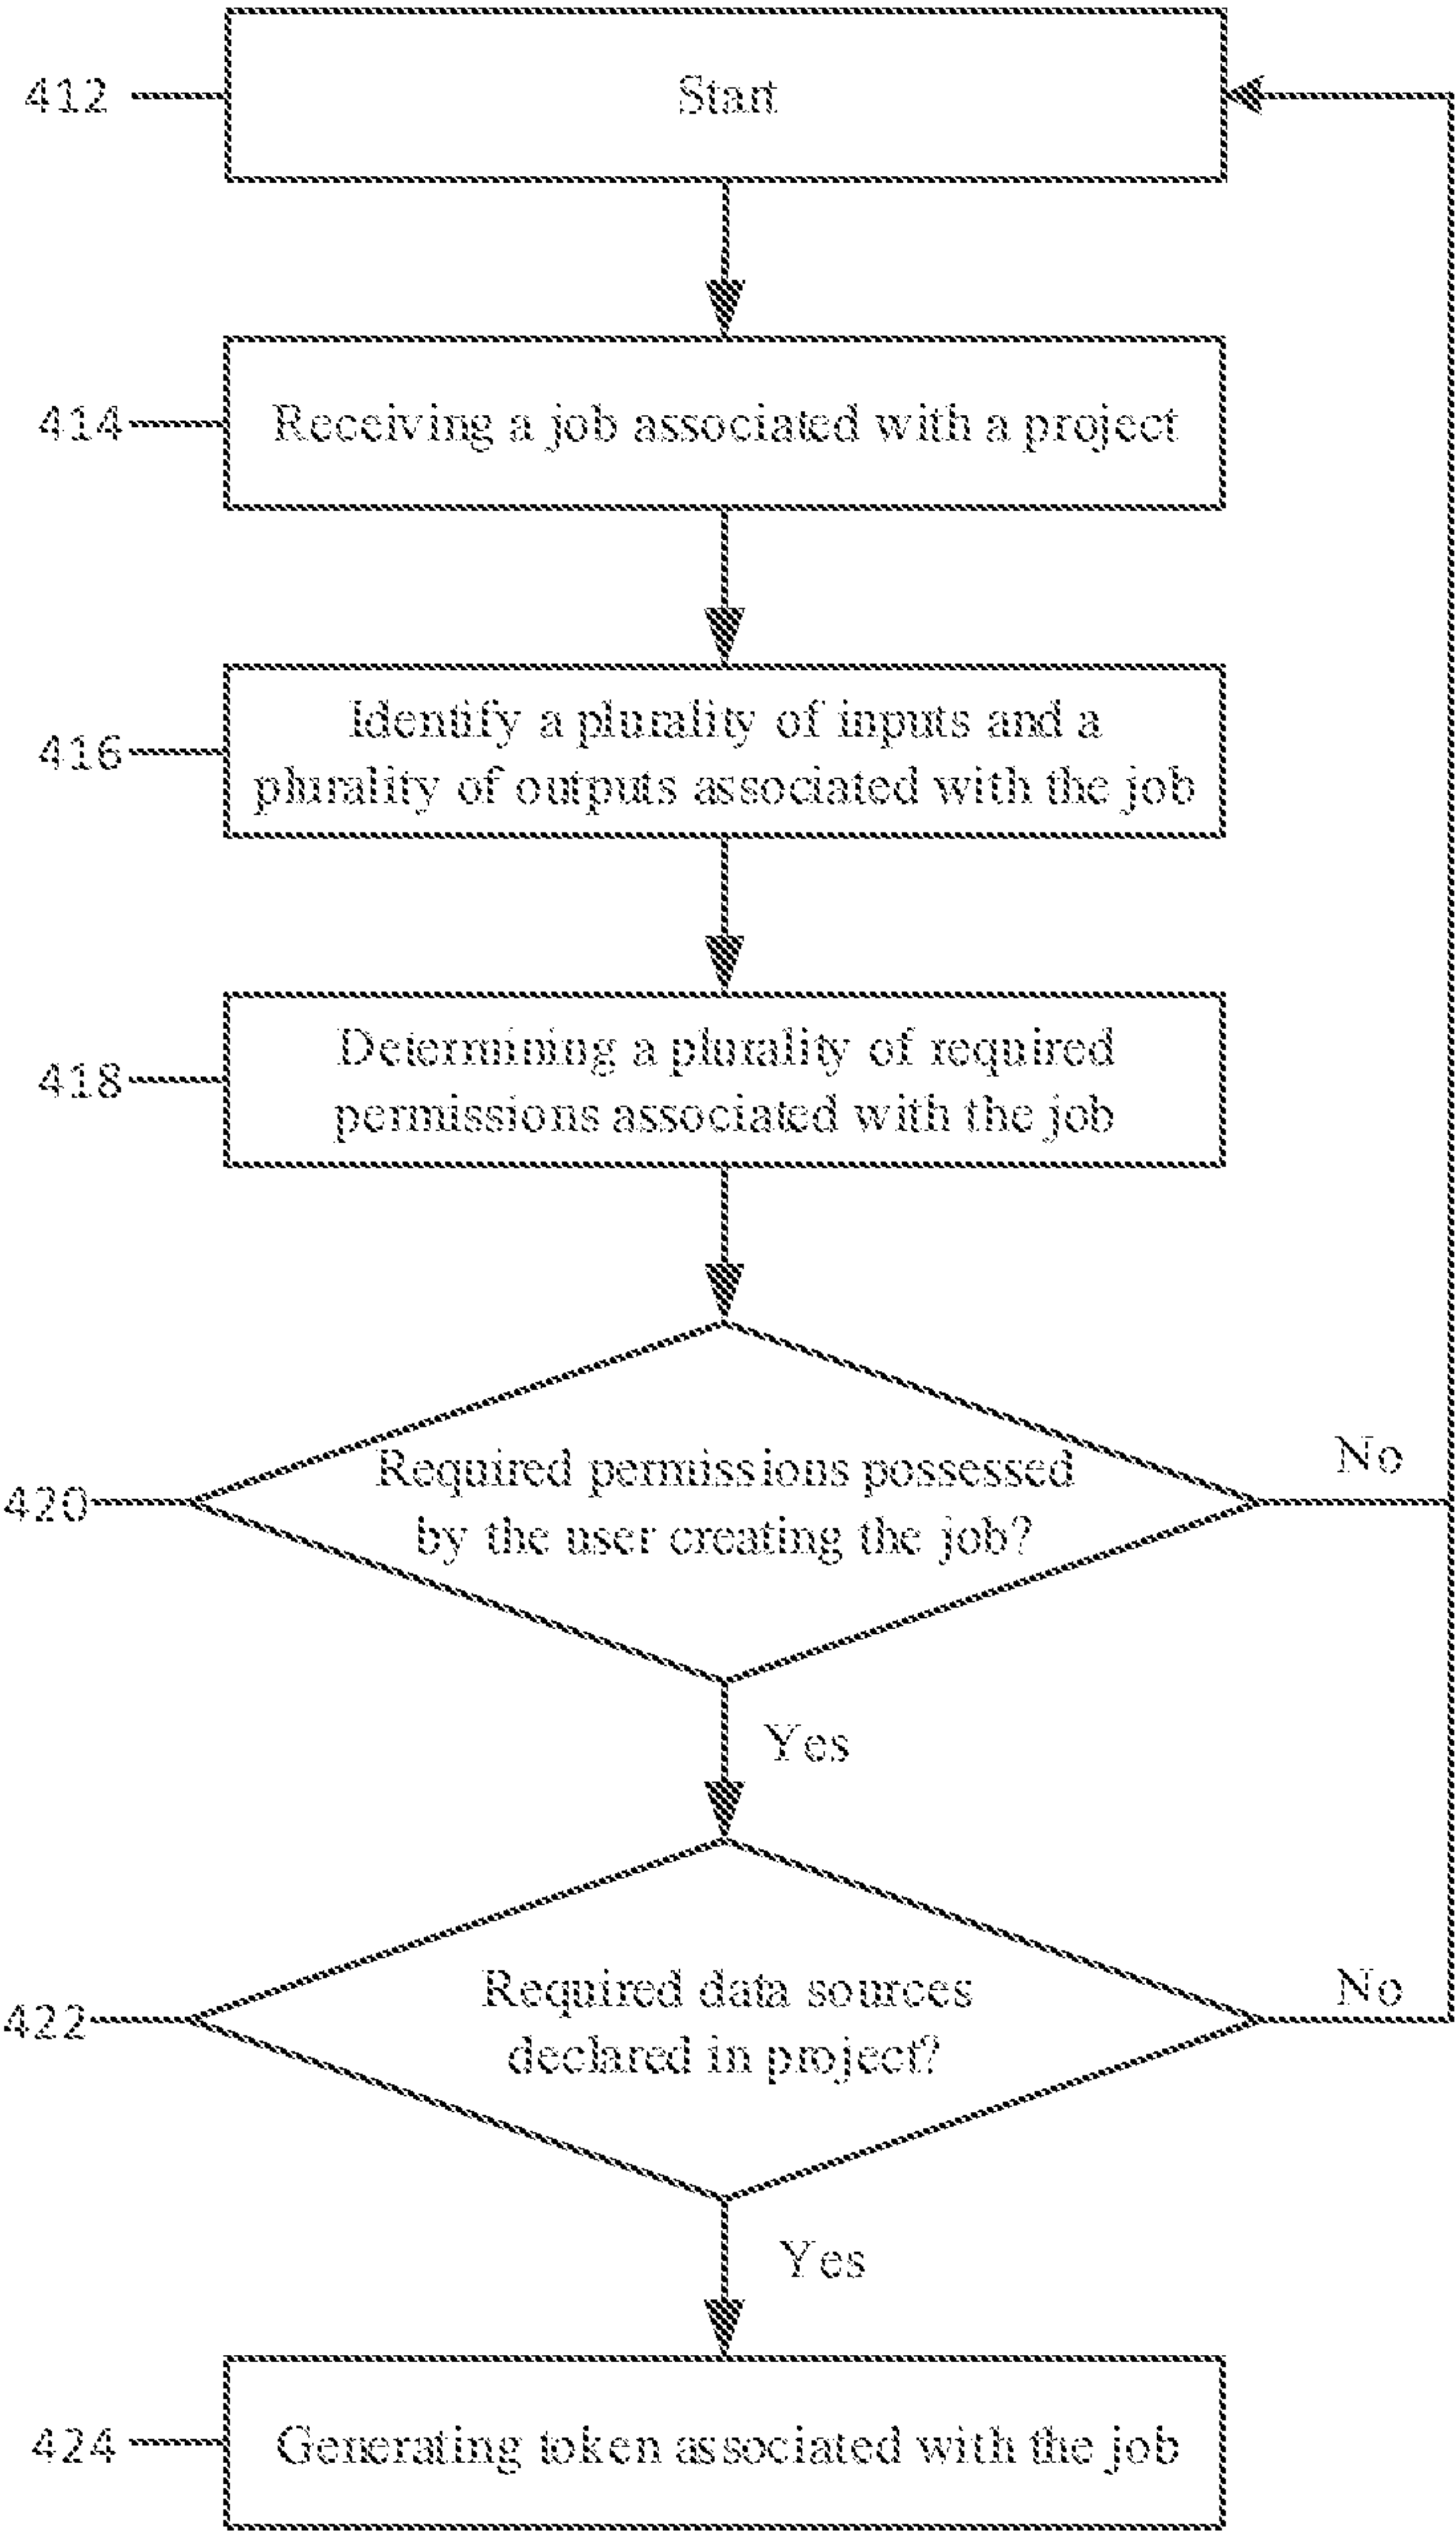 412
Start
414
Receiving a job associated with a project
416
Identify a plurality of inputs and a
plurality of outputs associated with the job
418
Determining a plurality of required
permissions associated with the job
420
Required permissions possessed
by the user creating the job?
No
Yes
422
Required data sources
declared in project?
No
Yes
424
Generating token associated with the job